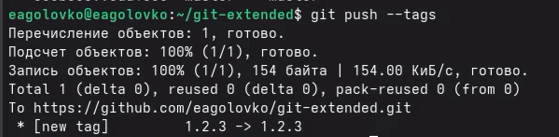 eagolovko@eagolovko:~/git-extended$ git push --tags
Перечисление объектов: 1, готово.
Подсчет объектов: 100% (1/1), готово.
Запись объектов: 100% (1/1), 154 байта | 154.00 КиБ/с, готово.
Total 1 (delta 0), reused 0 (delta 0), pack-reused 0 (from 0)
To https://github.com/eagolovko/git-extended.git
 * [new tag]         1.2.3 -> 1.2.3